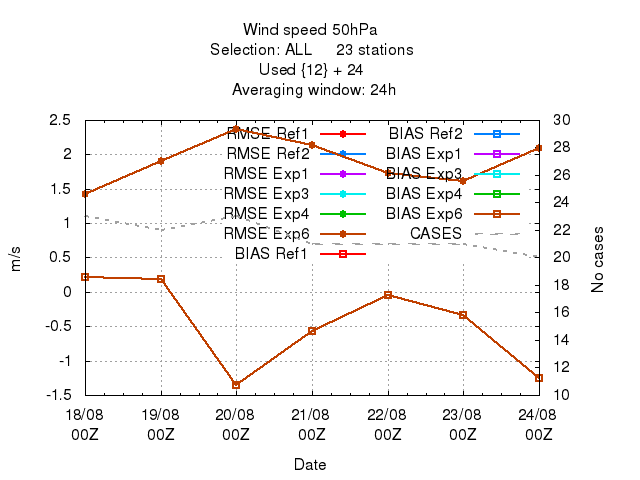 Wind speed 50hPa
Selection: ALL 23 stations
Used {12} + 24
Averaging window: 24h
2.5
2
1.5
1
0.5
0
-0.5
-1
-1.5
m/s
30
28
26
24
22
20
18
16
14
12
10
No cases
RMSE Ref1
RMSE Ref2
RMSE Exp1
RMSE Exp3
RMSE Exp4
RMSE Exp6
BIAS Ref1
BIAS Ref2
BIAS Exp1
BIAS Exp3
BIAS Exp4
BIAS Exp6
CASES
18/08 19/08 20/08 21/08 22/08 23/08 24/08
00Z 00Z 00Z 00Z 00Z 00Z 00Z
Date